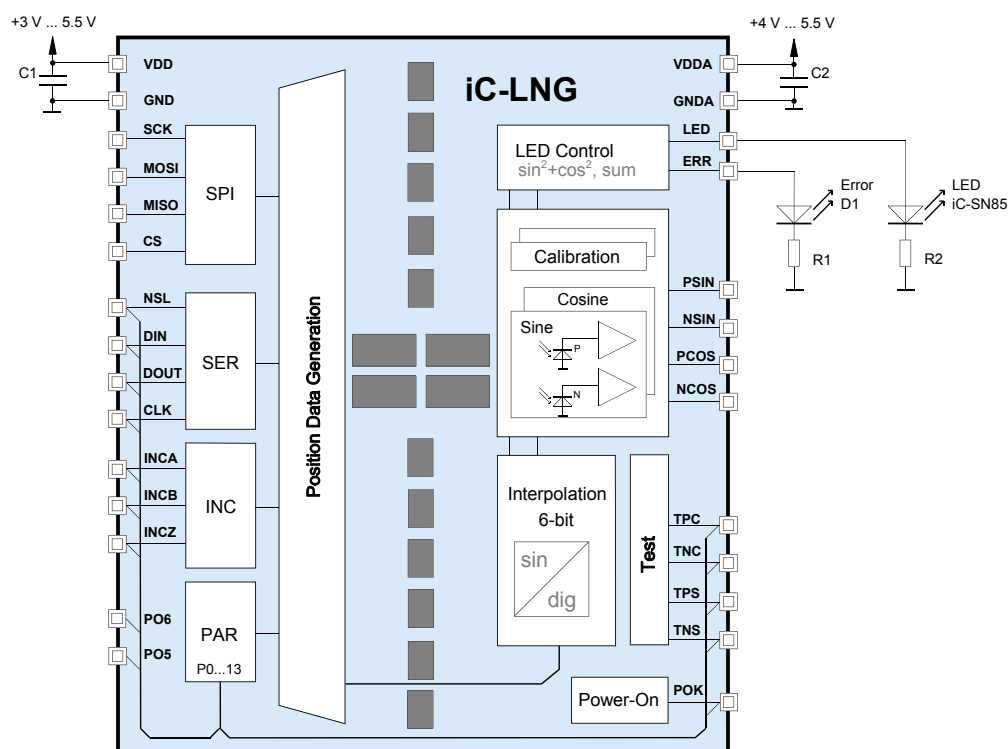 +3 V ... 5.5 V
+4 V ... 5.5 V
C1
VDD
GND
iC-LNG
VDDA
GNDA
C2
SCK
MOSI
MISO
CS
SPI
NSL
DIN
DOUT
CLK
SER
INCA
INCB
INCZ
INC
PO6
PO5
PAR
P0...13
Position Data Generation
LED Control
sin²+cos², sum
LED
ERR
Error
D1
R1
LED
iC-SN85
R2
Calibration
Cosine
Sine
P
N
PSIN
NSIN
PCOS
NCOS
Interpolation
6-bit
sin
dig
Test
TPC
TNC
TPS
TNS
Power-On
POK